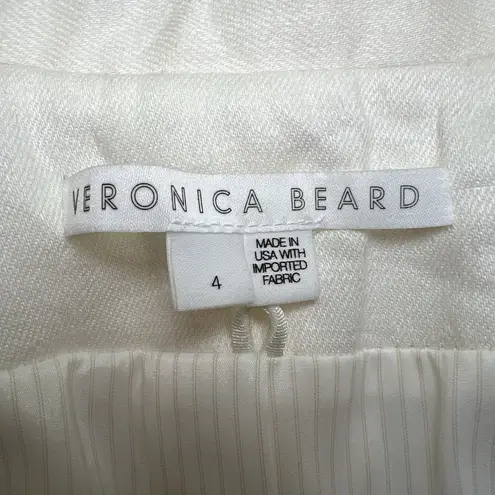 VERONICA BEARD
4
MADE IN
USA WITH
IMPORTED
FABRIC